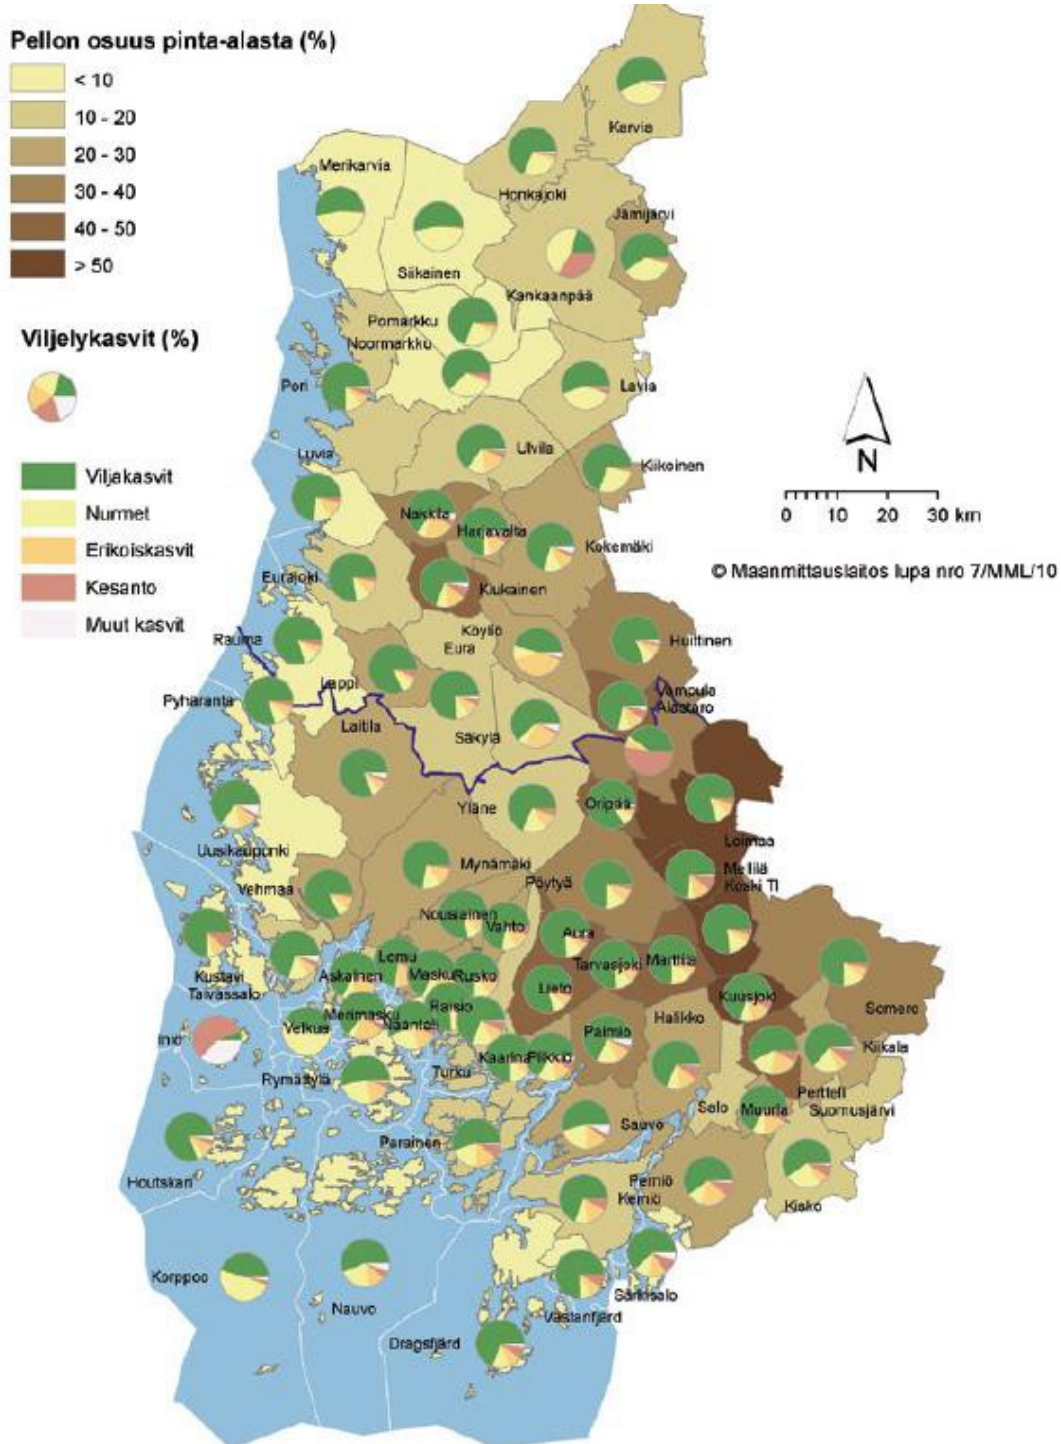 Pellon osuus pinta-alasta (%)
< 10
10 - 20
20 - 30
30 - 40
40 - 50
> 50
Viljelykasvit (%)
Viljakasvit
Nurmet
Erikoiskasvit
Kesanto
Muut kasvit
Karvia
Merikarvia
Honkajoki
Jämijärvi
Siikainen
Kankaanpää
Pomarkku
Noormarkku
Pori
Lavia
N
Luvia
Ulvila
Kiikoinen
0 10 20 30 km
Nakkila
Harjavalta
Kokemäki
© Maanmittauslaitos lupa nro 7/MML/10
Eurajoki
Kiukainen
Rauma
Köyliö
Eura
Huittinen
Lappi
Pyhäranta
Vampula
Alastaro
Laitila
Säkylä
Yläne
Oripää
Loimaa
Uusikaupunki
Mynämäki
Mellilä
Vehmaa
Pöytyä
Koski Tl
Nousiainen
Vahto
Aura
Lemu
Tarvasjoki
Marttila
Kustavi
Askainen
Masku
Rusko
Taivassalo
Lieto
Kuusjoki
Merimasku
Raisio
Halikko
Somero
Iniö
Velkua
Naantali
Paimio
Kaarina
Piikkiö
Kiikala
Rymättylä
Turku
Pertteli
Salo
Muurla
Suomusjärvi
Parainen
Sauvo
Houtskari
Perniö
Kemiö
Kisko
Korppoo
Nauvo
Särkisalo
Västanfjärd
Dragsfjärd